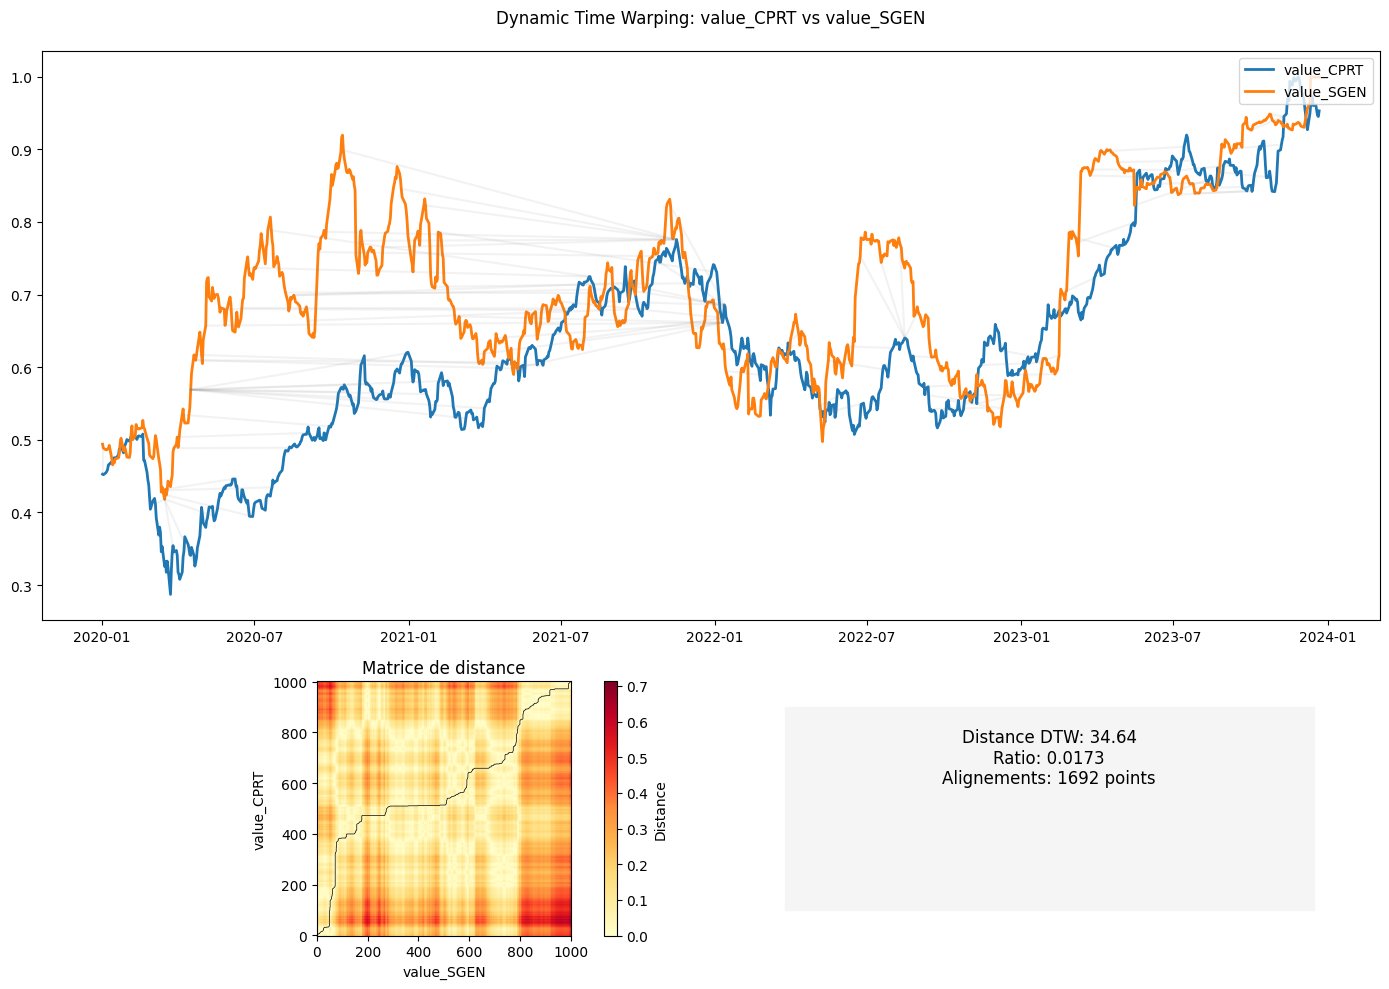 Dynamic Time Warping: value_CPRT vs value_SGEN
value_CPRT
value_SGEN
1.0
0.9
0.8
0.7
0.6
0.5
0.4
0.3
2020-01 2020-07 2021-01 2021-07 2022-01 2022-07 2023-01 2023-07 2024-01
Matrice de distance
value_CPRT
1000
800
600
400
200
0
0 200 400 600 800 1000
value_SGEN
0.7
0.6
0.5
0.4
0.3
0.2
0.1
0.0
Distance
Distance DTW: 34.64
Ratio: 0.0173
Alignements: 1692 points